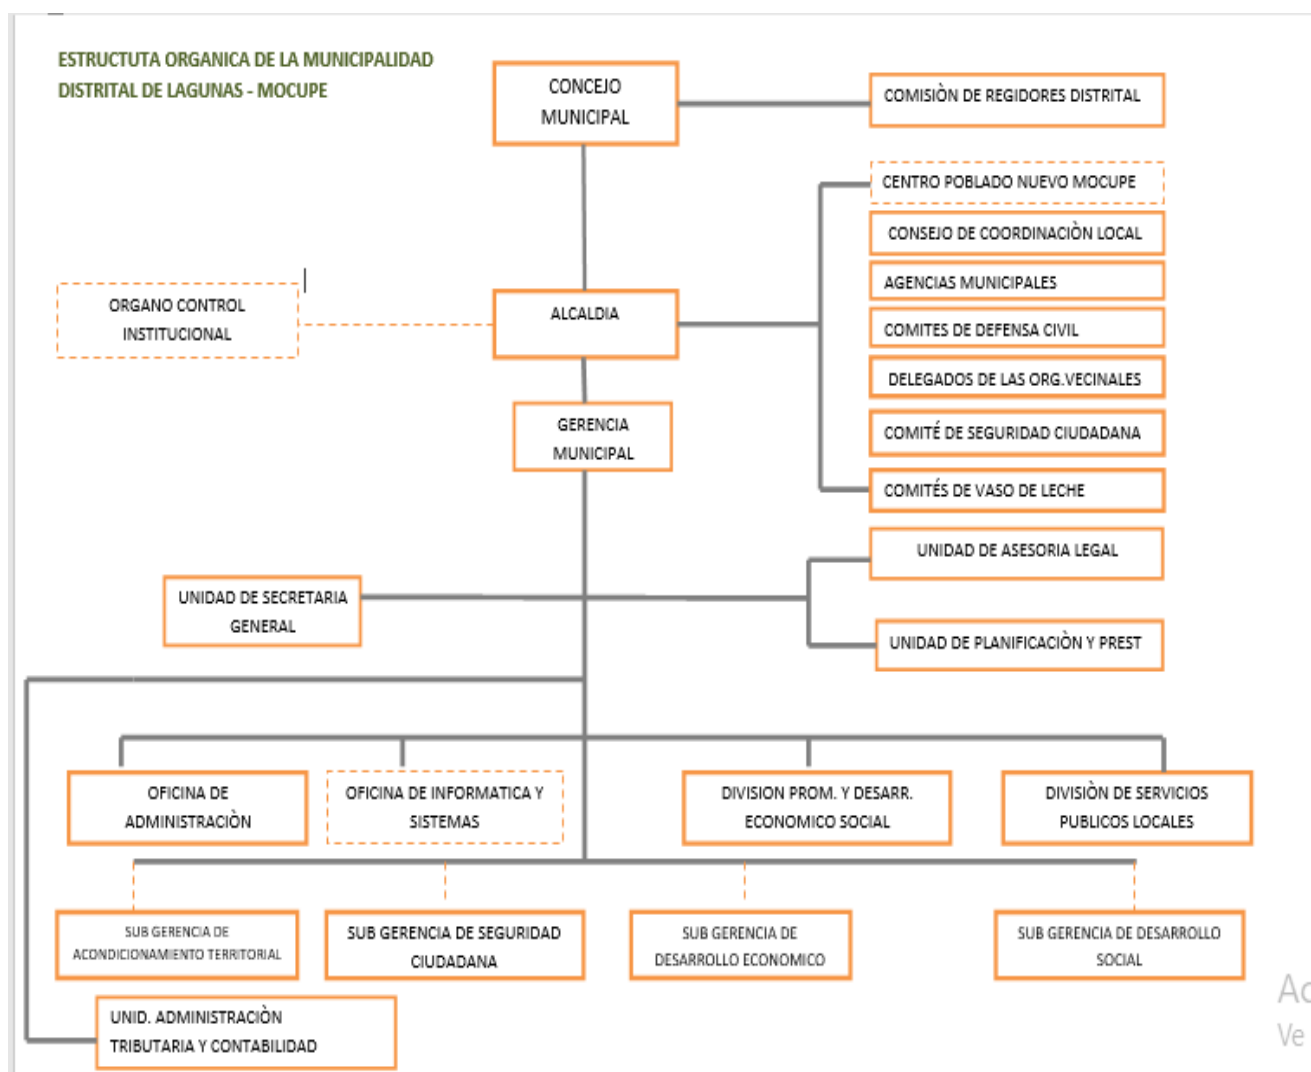 ESTRUCTUTA ORGANICA DE LA MUNICIPALIDAD
DISTRITAL DE LAGUNAS - MOCUPE
CONCEJO
MUNICIPAL
COMISIÒN DE REGIDORES DISTRITAL
CENTRO POBLADO NUEVO MOCUPE
CONSEJO DE COORDINACIÒN LOCAL
AGENCIAS MUNICIPALES
ORGANO CONTROL
INSTITUCIONAL
ALCALDIA
COMITES DE DEFENSA CIVIL
DELEGADOS DE LAS ORG.VECINALES
GERENCIA
MUNICIPAL
COMITÉ DE SEGURIDAD CIUDADANA
COMITÉS DE VASO DE LECHE
UNIDAD DE ASESORIA LEGAL
UNIDAD DE SECRETARIA
GENERAL
UNIDAD DE PLANIFICACIÒN Y PREST
OFICINA DE
ADMINISTRACIÒN
OFICINA DE INFORMATICA Y
SISTEMAS
DIVISION PROM. Y DESARR.
ECONOMICO SOCIAL
DIVISIÒN DE SERVICIOS
PUBLICOS LOCALES
SUB GERENCIA DE
ACONDICIONAMIENTO TERRITORIAL
SUB GERENCIA DE SEGURIDAD
CIUDADANA
SUB GERENCIA DE
DESARROLLO ECONOMICO
SUB GERENCIA DE DESARROLLO
SOCIAL
UNID. ADMINISTRACIÒN
TRIBUTARIA Y CONTABILIDAD
Ac
Ve